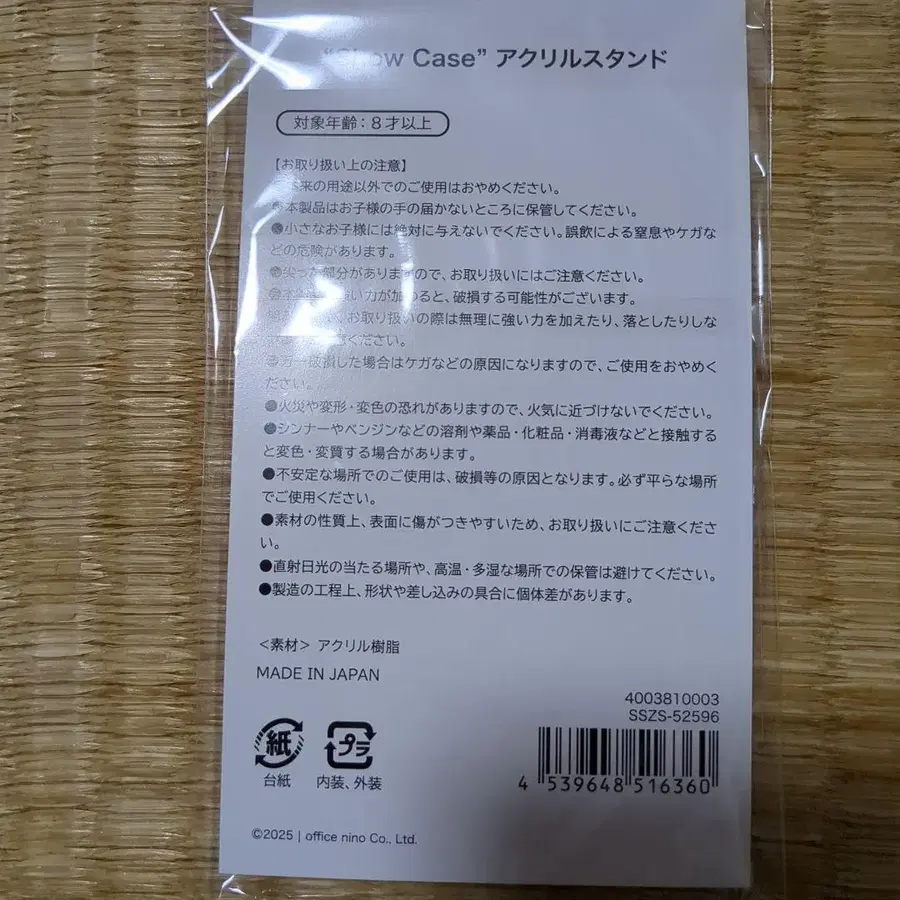 "Show Case" アクリルスタンド
対象年齢：8才以上
【お取り扱い上の注意】
来の用途以外でのご使用はおやめください。
●本製品はお子様の手の届かないところに保管してください。
●小さなお子様には絶対に与えないでください。誤飲による窒息やケガな
どの危険があります。
●尖った部分がありますので、お取り扱いにはご注意ください。
力が加わると、破損する可能性がございます。
お取り扱いの際は無理に強い力を加えたり、落としたりしな
ください。
破損した場合はケガなどの原因になりますので、ご使用をおやめく
ださい。
●火災や変形・変色の恐れがありますので、火気に近づけないでください。
●シンナーやベンジンなどの溶剤や薬品・化粧品・消毒液などと接触する
と変色・変質する場合があります。
●不安定な場所でのご使用は、破損等の原因となります。必ず平らな場所
でご使用ください。
●素材の性質上、表面に傷がつきやすいため、お取り扱いにご注意くださ
い。
●直射日光の当たる場所や、高温・多湿な場所での保管は避けてください。
●製造の工程上、形状や差し込みの具合に個体差があります。
＜素材＞ アクリル樹脂
MADE IN JAPAN
4003810003
SSZS-52596
紙
プラ
台紙
内装、外装
4 539648 516360
©2025 | office nino Co., Ltd.